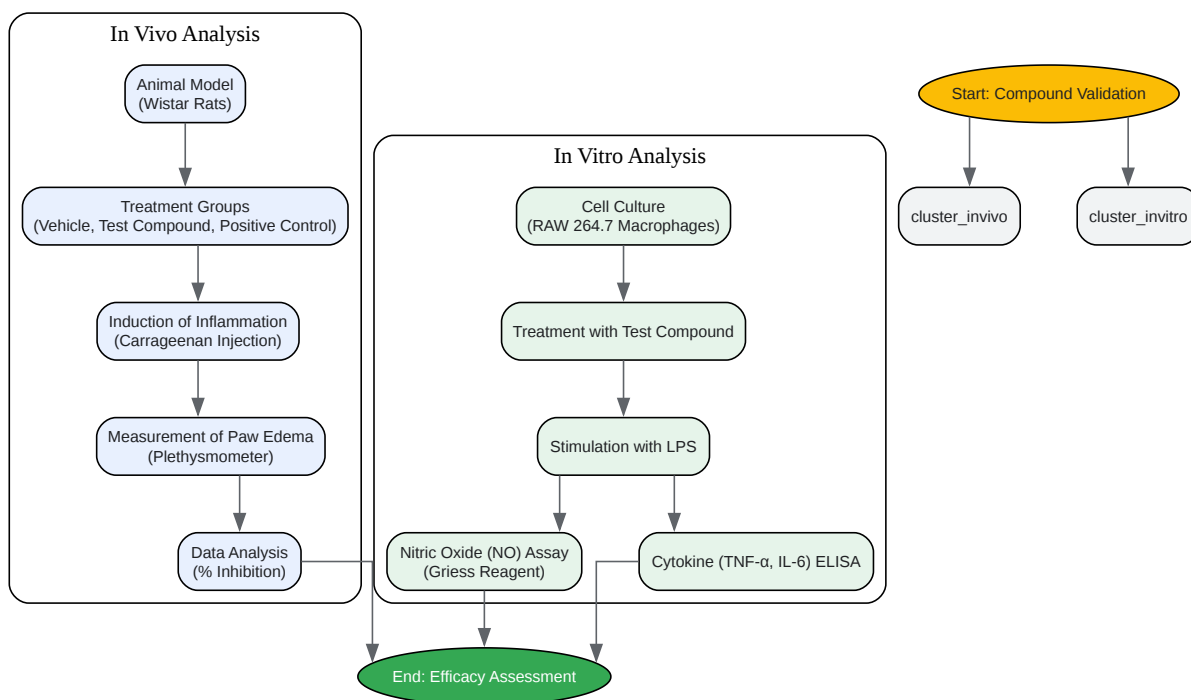 In Vivo Analysis
Animal Model
(Wistar Rats)
Treatment Groups
(Vehicle, Test Compound, Positive Control)
Induction of Inflammation
(Carrageenan Injection)
Measurement of Paw Edema
(Plethysmometer)
Data Analysis
(% Inhibition)
In Vitro Analysis
Cell Culture
(RAW 264.7 Macrophages)
Treatment with Test Compound
Stimulation with LPS
Nitric Oxide (NO) Assay
(Griess Reagent)
Cytokine (TNF-α, IL-6) ELISA
Start: Compound Validation
cluster_invivo
cluster_invitro
End: Efficacy Assessment